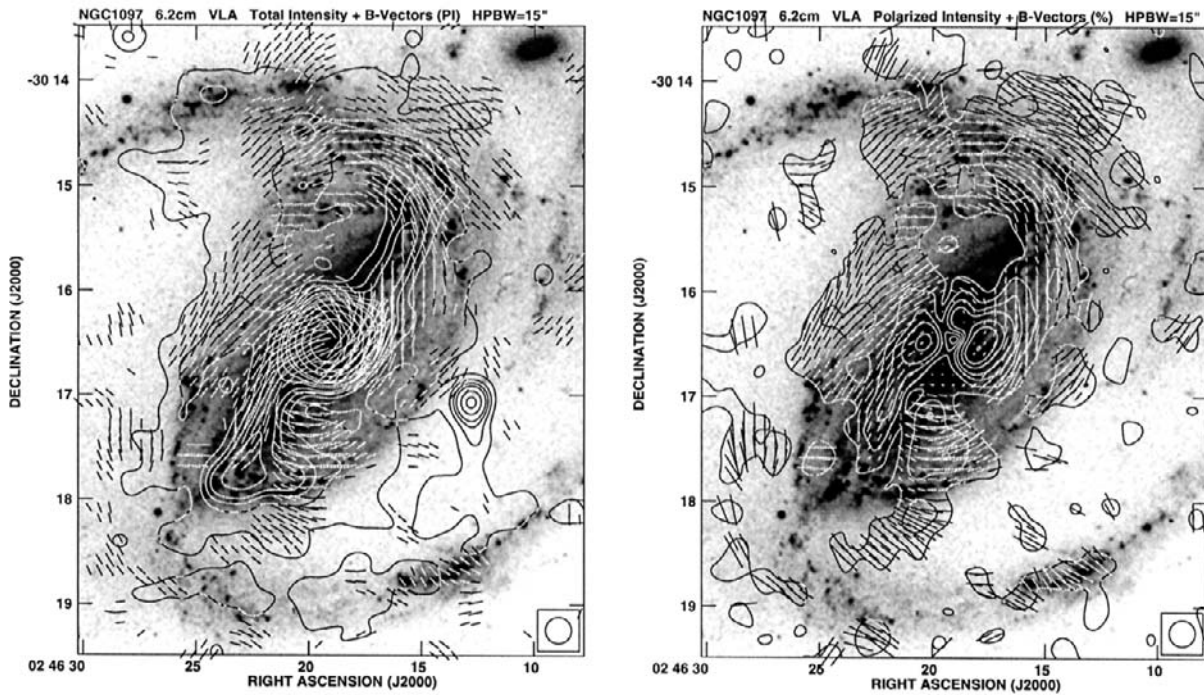 NGC1097 6.2cm VLA Total Intensity + B-Vectors (PI) HPBW=15"
-30 14
15
16
17
18
19
DECLINATION (J2000)
02 46 30
25
20
15
10
RIGHT ASCENSION (J2000)
NGC1097 6.2cm VLA Polarized Intensity + B-Vectors (%) HPBW=15"
-30 14
15
16
17
18
19
DECLINATION (J2000)
02 46 30
25
20
15
10
RIGHT ASCENSION (J2000)